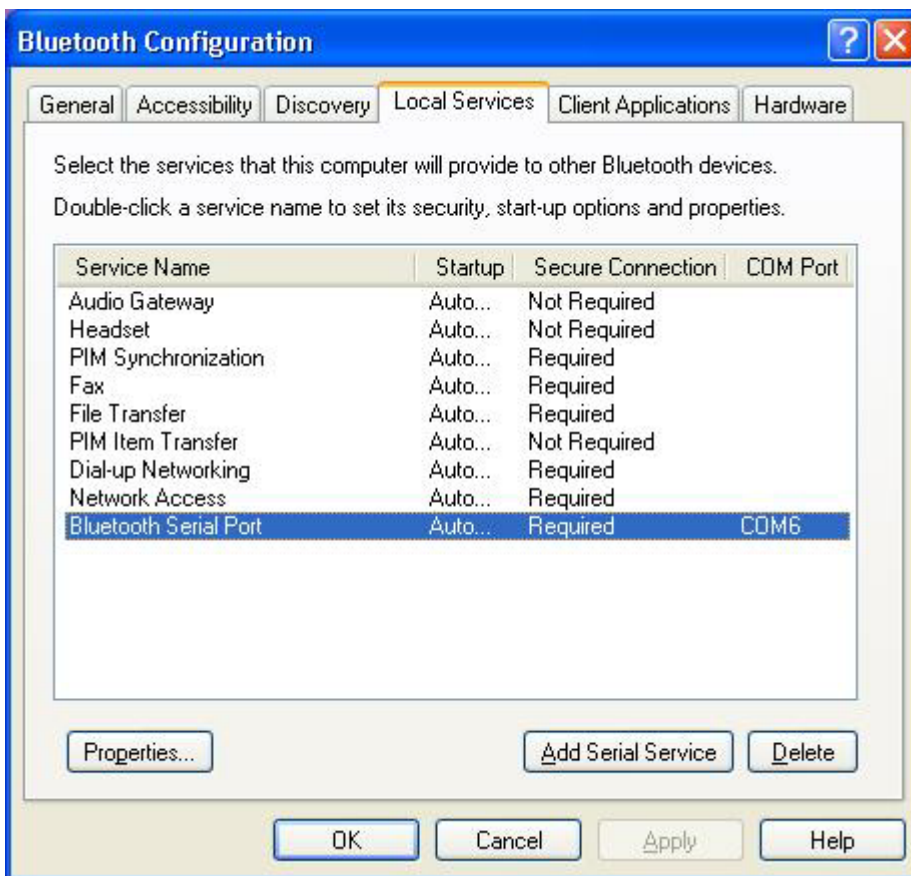 Bluetooth Configuration
General Accessibility Discovery Local Services Client Applications Hardware
Select the services that this computer will provide to other Bluetooth devices.
Double-click a service name to set its security, start-up options and properties.
Service Name Startup Secure Connection COM Port
Audio Gateway Auto... Not Required
Headset Auto... Not Required
PIM Synchronization Auto... Required
Fax Auto... Required
File Transfer Auto... Required
PIM Item Transfer Auto... Not Required
Dial-up Networking Auto... Required
Network Access Auto... Required
Bluetooth Serial Port Auto... Required COM6
Properties... Add Serial Service Delete
OK Cancel Apply Help